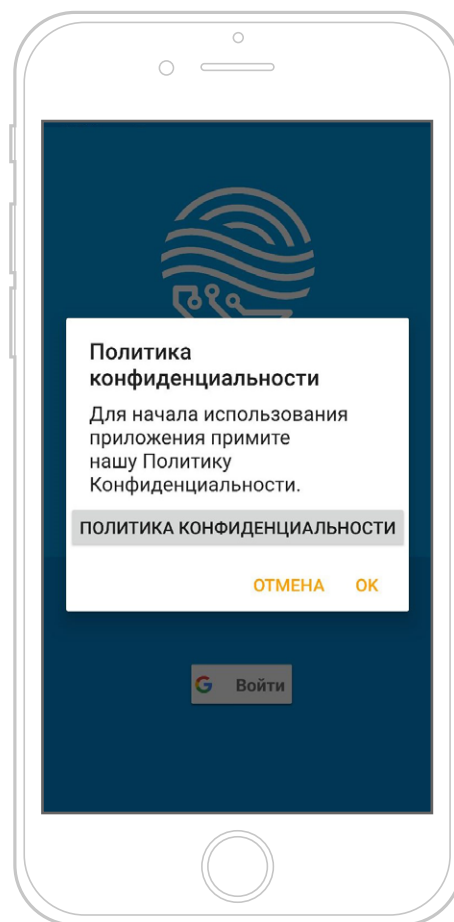 Политика
конфиденциальности
Для начала использования
приложения примите
нашу Политику
Конфиденциальности.
ПОЛИТИКА КОНФИДЕНЦИАЛЬНОСТИ
ОТМЕНА OK
Войти